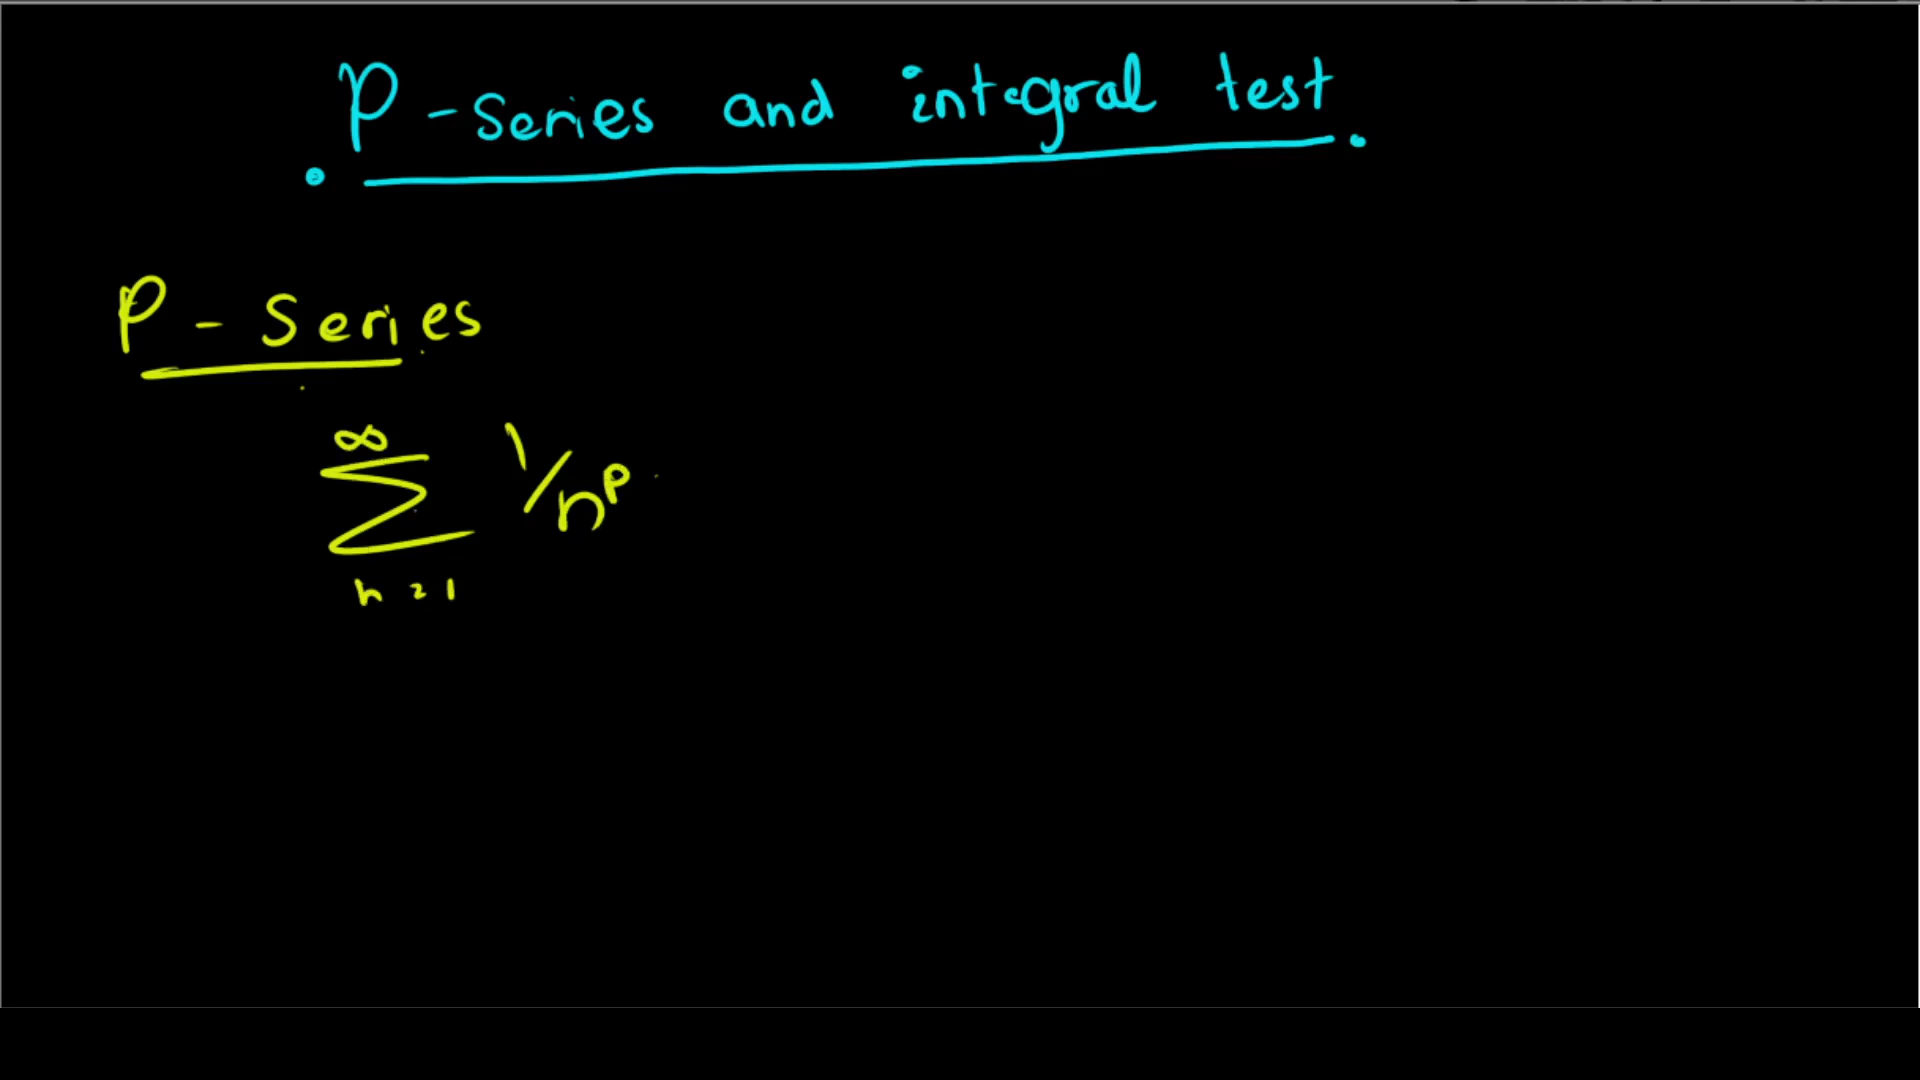 P - Series and integral test
P - Series
∞
∑ 1/n^p
n = 1